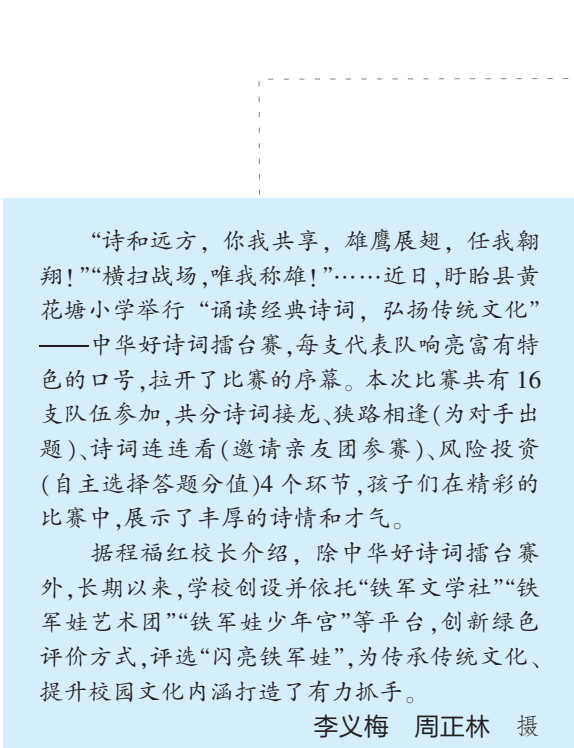 “诗和远方，你我共享，雄鹰展翅，任我翱
翔！”“横扫战场，唯我称雄！”……近日，盱眙县黄
花塘小学举行“诵读经典诗词，弘扬传统文化”
——中华好诗词擂台赛，每支代表队响亮富有特
色的口号，拉开了比赛的序幕。本次比赛共有16
支队伍参加，共分诗词接龙、狭路相逢(为对手出
题)、诗词连连看(邀请亲友团参赛)、风险投资
(自主选择答题分值)4个环节，孩子们在精彩的
比赛中，展示了丰厚的诗情和才气。
据程福红校长介绍，除中华好诗词擂台赛
外，长期以来，学校创设并依托“铁军文学社”“铁
军娃艺术团”“铁军娃少年宫”等平台，创新绿色
评价方式，评选“闪亮铁军娃”，为传承传统文化、
提升校园文化内涵打造了有力抓手。
李义梅 周正林 摄